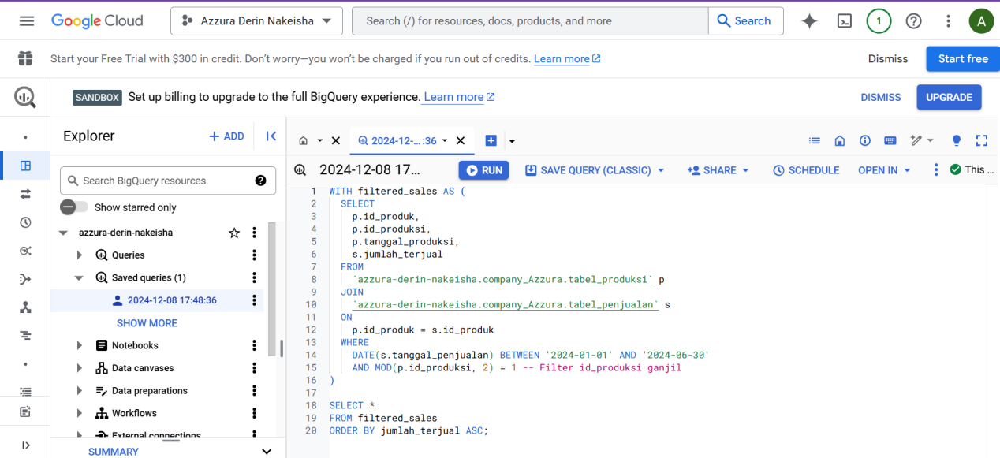 Google Cloud
Azzura Derin Nakeisha
Search (/) for resources, docs, products, and more
Search
1
A
Start your Free Trial with $300 in credit. Don’t worry—you won’t be charged if you run out of credits. Learn more
Dismiss
Start free
SANDBOX Set up billing to upgrade to the full BigQuery experience. Learn more
DISMISS
UPGRADE
Explorer
+ ADD
Search BigQuery resources
Show starred only
azzura-derin-nakeisha
Queries
Saved queries (1)
2024-12-08 17:48:36
SHOW MORE
Notebooks
Data canvases
Data preparations
Workflows
External connections
SUMMARY
2024-12-...:36
2024-12-08 17...
RUN
SAVE QUERY (CLASSIC)
SHARE
SCHEDULE
OPEN IN
This ...
1 WITH filtered_sales AS (
2 SELECT
3 p.id_produk,
4 p.id_produksi,
5 p.tanggal_produksi,
6 s.jumlah_terjual
7 FROM
8 `azzura-derin-nakeisha.company_Azzura.tabel_produksi` p
9 JOIN
10 `azzura-derin-nakeisha.company_Azzura.tabel_penjualan` s
11 ON
12 p.id_produk = s.id_produk
13 WHERE
14 DATE(s.tanggal_penjualan) BETWEEN '2024-01-01' AND '2024-06-30'
15 AND MOD(p.id_produksi, 2) = 1 -- Filter id_produksi ganjil
16 )
17
18 SELECT *
19 FROM filtered_sales
20 ORDER BY jumlah_terjual ASC;